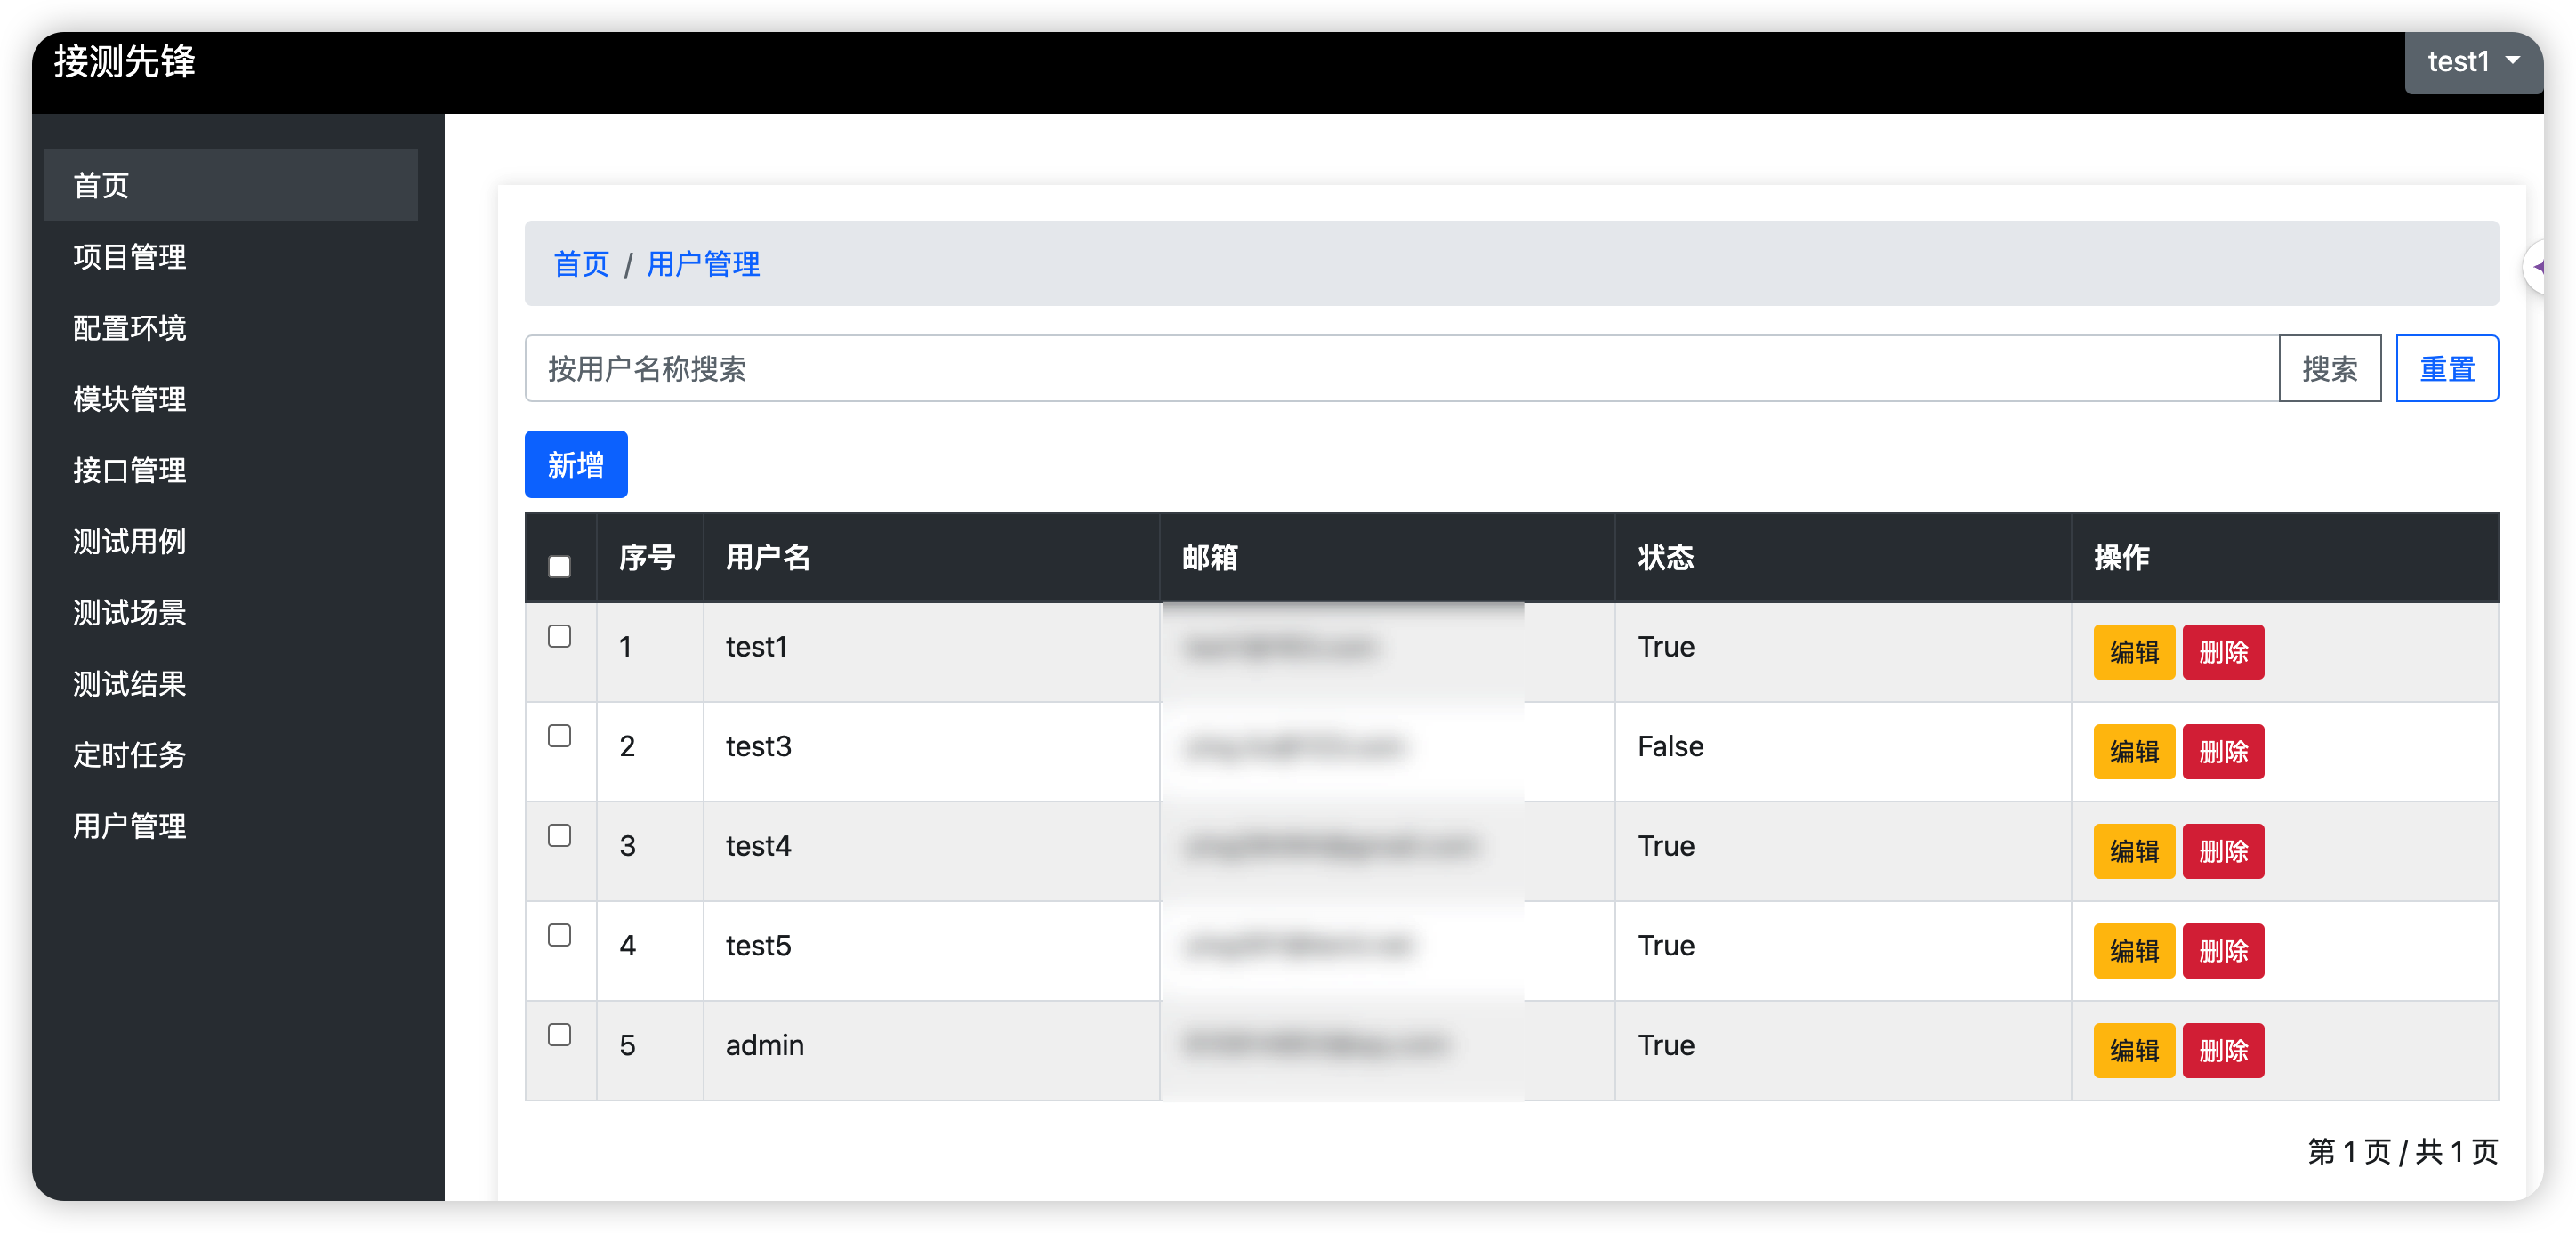 接测先锋
test1
首页
项目管理
配置环境
模块管理
接口管理
测试用例
测试场景
测试结果
定时任务
用户管理
首页 / 用户管理
按用户名称搜索 搜索 重置
新增
序号 用户名 邮箱 状态 操作
1 test1 True 编辑 删除
2 test3 False 编辑 删除
3 test4 True 编辑 删除
4 test5 True 编辑 删除
5 admin True 编辑 删除
第 1 页 / 共 1 页